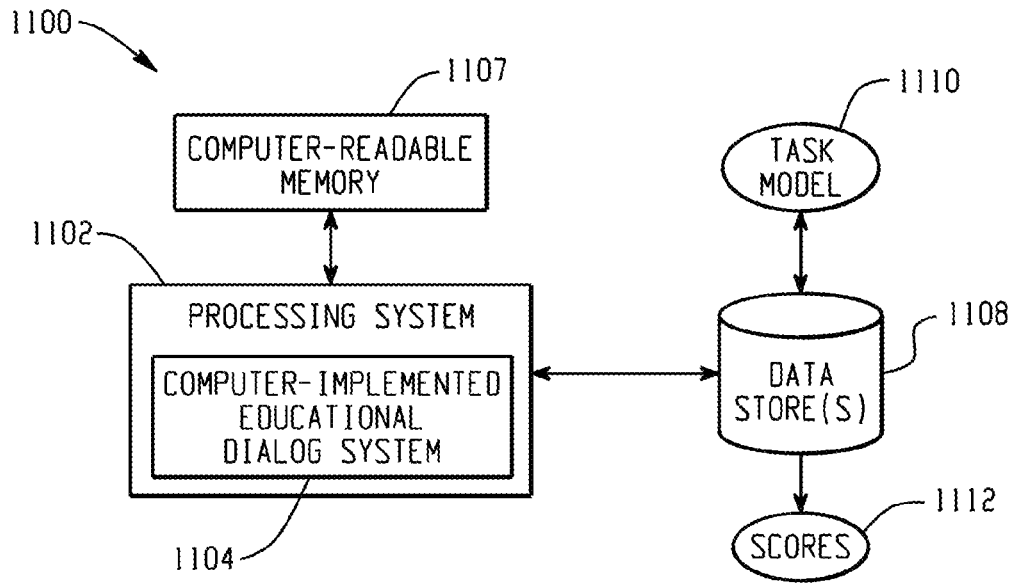 1100
1107
COMPUTER-READABLE
MEMORY
1110
TASK
MODEL
1102
PROCESSING SYSTEM
COMPUTER-IMPLEMENTED
EDUCATIONAL
DIALOG SYSTEM
1108
DATA
STORE(S)
1104
1112
SCORES